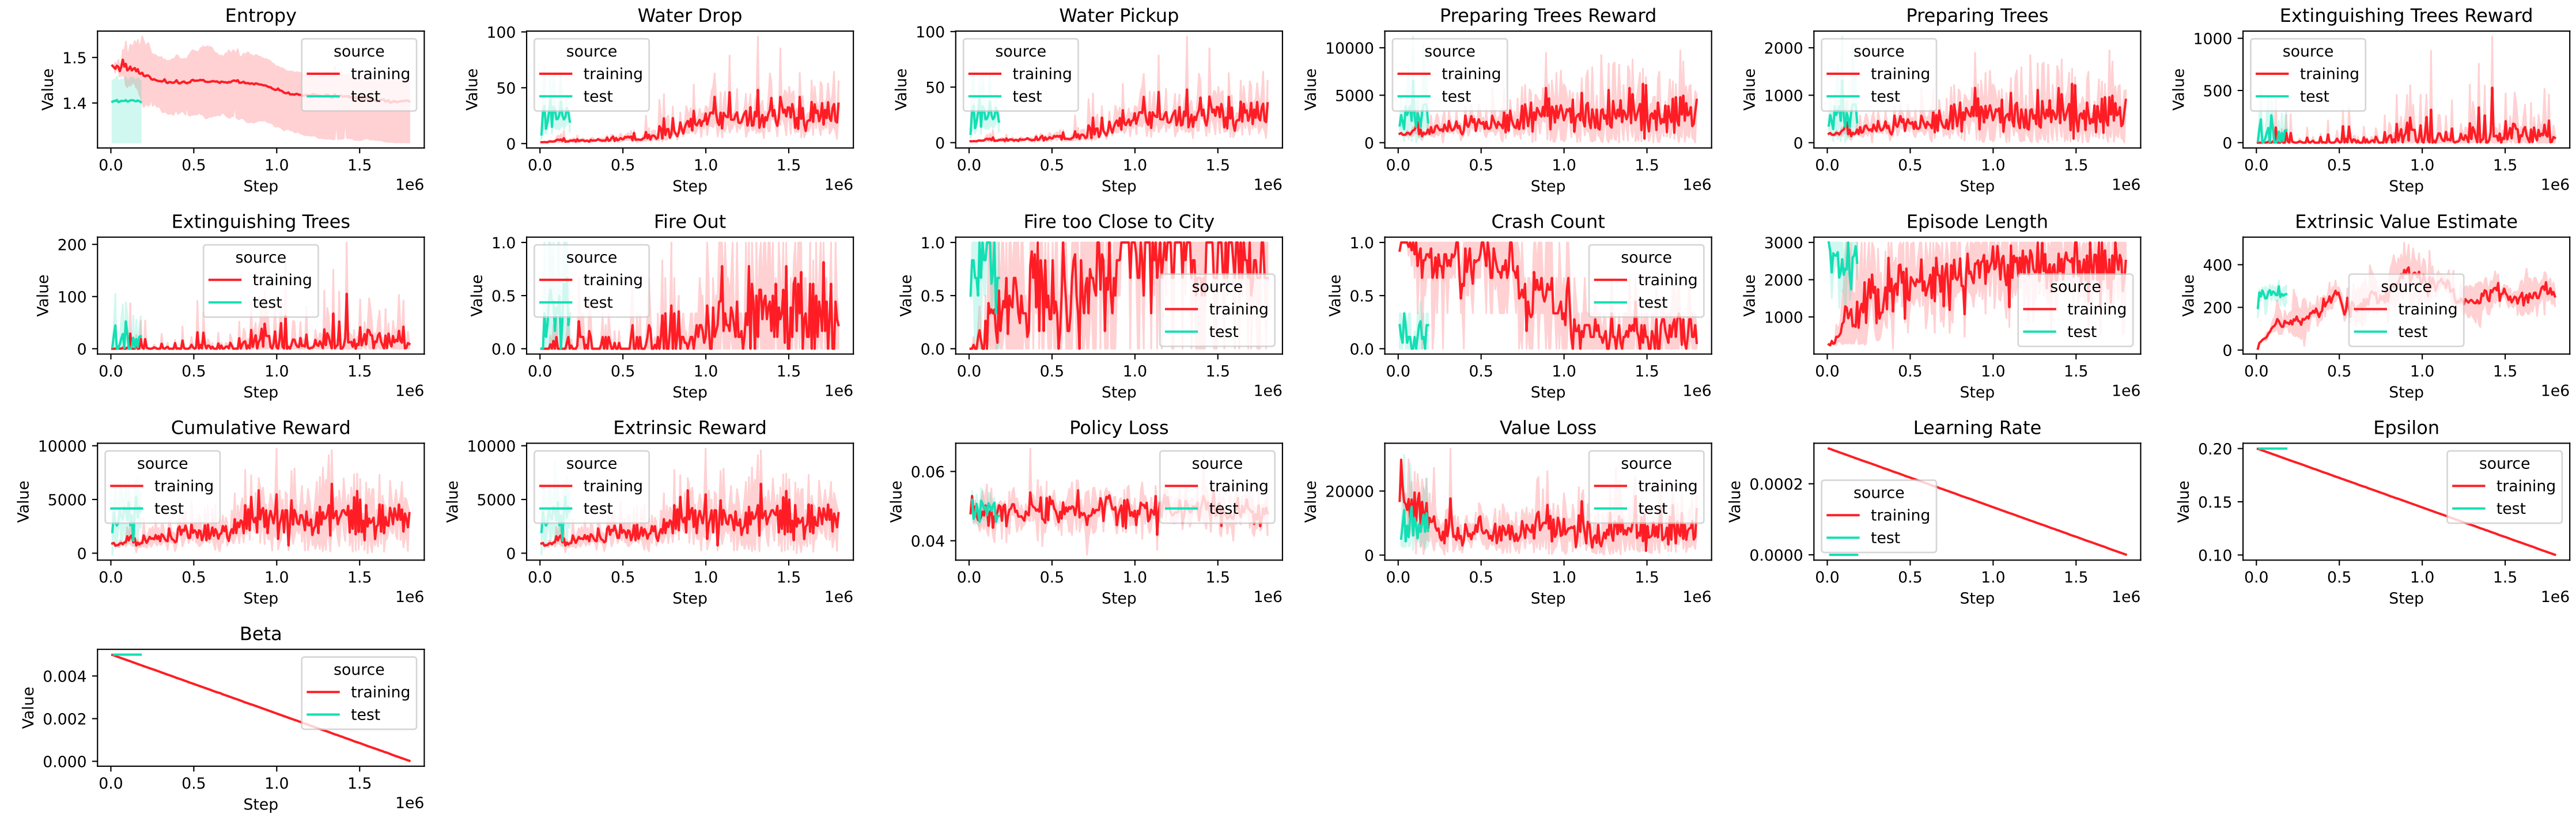 Entropy
Value
1.5
1.4
source
training
test
0.0 0.5 1.0 1.5
Step
1e6
Water Drop
Value
100
50
0
source
training
test
0.0 0.5 1.0 1.5
Step
1e6
Water Pickup
Value
100
50
0
source
training
test
0.0 0.5 1.0 1.5
Step
1e6
Preparing Trees Reward
Value
10000
5000
0
source
training
test
0.0 0.5 1.0 1.5
Step
1e6
Preparing Trees
Value
2000
1000
0
source
training
test
0.0 0.5 1.0 1.5
Step
1e6
Extinguishing Trees Reward
Value
1000
500
0
source
training
test
0.0 0.5 1.0 1.5
Step
1e6
Extinguishing Trees
Value
200
100
0
source
training
test
0.0 0.5 1.0 1.5
Step
1e6
Fire Out
Value
1.0
0.5
0.0
source
training
test
0.0 0.5 1.0 1.5
Step
1e6
Fire too Close to City
Value
1.0
0.5
0.0
source
training
test
0.0 0.5 1.0 1.5
Step
1e6
Crash Count
Value
1.0
0.5
0.0
source
training
test
0.0 0.5 1.0 1.5
Step
1e6
Episode Length
Value
3000
2000
1000
source
training
test
0.0 0.5 1.0 1.5
Step
1e6
Extrinsic Value Estimate
Value
400
200
0
source
training
test
0.0 0.5 1.0 1.5
Step
1e6
Cumulative Reward
Value
10000
5000
0
source
training
test
0.0 0.5 1.0 1.5
Step
1e6
Extrinsic Reward
Value
10000
5000
0
source
training
test
0.0 0.5 1.0 1.5
Step
1e6
Policy Loss
Value
0.06
0.04
source
training
test
0.0 0.5 1.0 1.5
Step
1e6
Value Loss
Value
20000
0
source
training
test
0.0 0.5 1.0 1.5
Step
1e6
Learning Rate
Value
0.0002
0.0000
source
training
test
0.0 0.5 1.0 1.5
Step
1e6
Epsilon
Value
0.20
0.15
0.10
source
training
test
0.0 0.5 1.0 1.5
Step
1e6
Beta
Value
0.004
0.002
0.000
source
training
test
0.0 0.5 1.0 1.5
Step
1e6